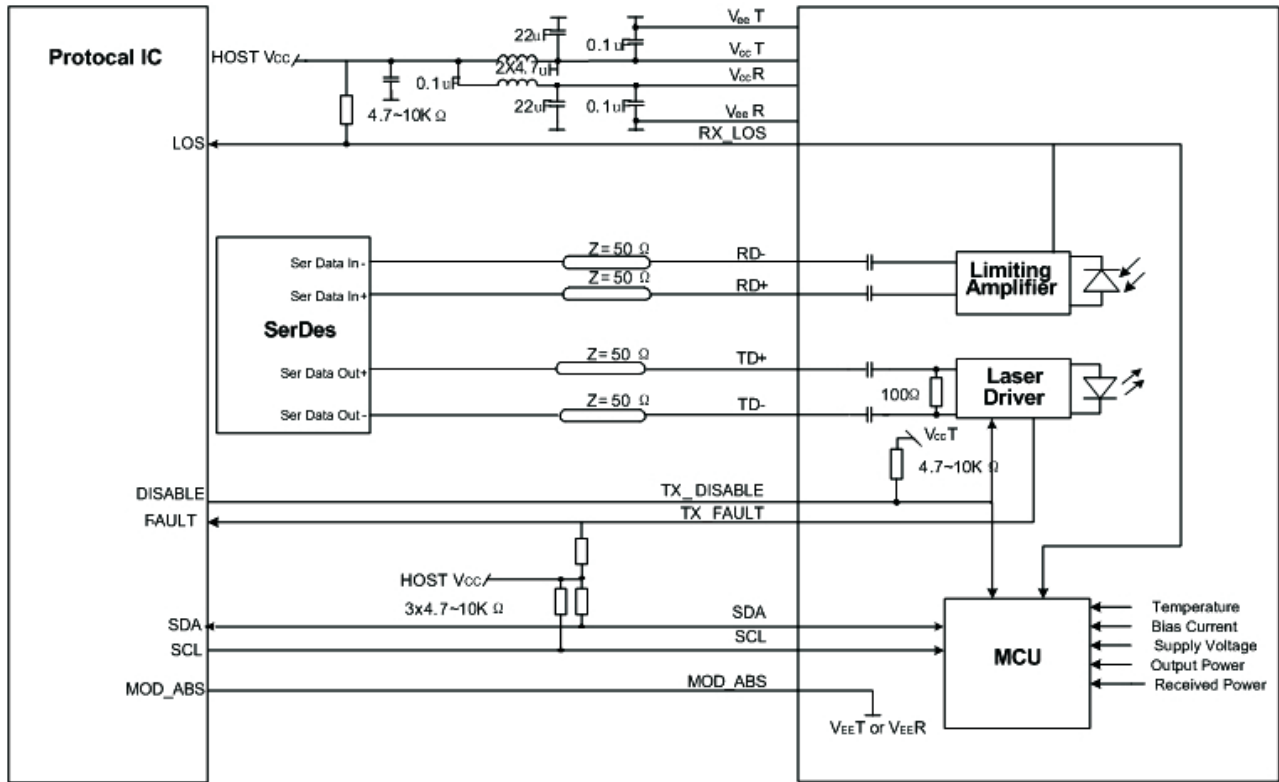 Protocal IC
HOST Vcc
22uF
0.1uF
Vee T
Vcc T
2X4.7uH
0.1uF
Vcc R
22uF
0.1uF
4.7~10K Ω
Vee R
LOS
RX_LOS
Z= 50 Ω
RD-
Ser Data In -
Limiting Amplifier
Z= 50 Ω
RD+
Ser Data In+
SerDes
Z= 50 Ω
TD+
Ser Data Out+
Laser Driver
100Ω
Z= 50 Ω
TD-
Ser Data Out -
VccT
4.7~10K Ω
DISABLE
TX_DISABLE
FAULT
TX_FAULT
HOST Vcc
3x4.7~10K Ω
SDA
SDA
SCL
SCL
MCU
Temperature
Bias Current
Supply Voltage
Output Power
Received Power
MOD_ABS
MOD_ABS
VEET or VEER